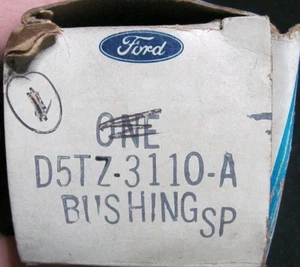 Ford
ONE
D5TZ-3110-A
BUSHING SP